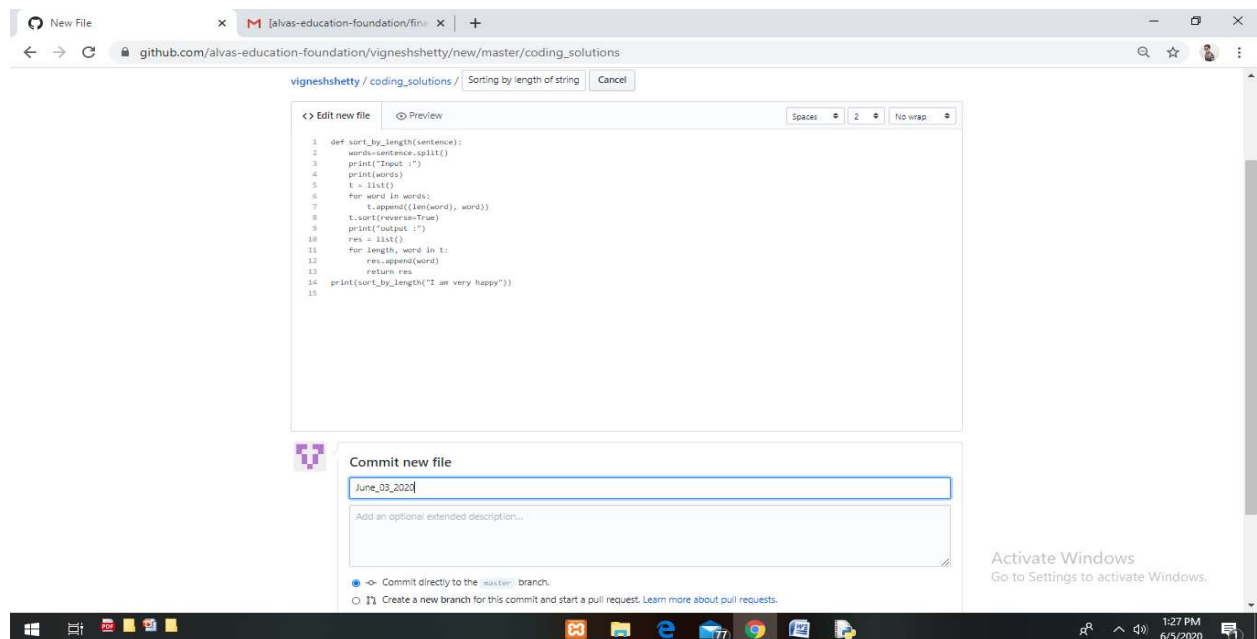 New File
[alvas-education-foundation/fina
github.com/alvas-education-foundation/vigneshshetty/new/master/coding_solutions
vigneshshetty / coding_solutions / Sorting by length of string Cancel
<> Edit new file Preview Spaces 2 No wrap
1 def sort_by_length(sentence):
2     words=sentence.split()
3     print("Input :")
4     print(words)
5     t = list()
6     for word in words:
7         t.append((len(word), word))
8     t.sort(reverse=True)
9     print("output :")
10     res = list()
11     for length, word in t:
12         res.append(word)
13         return res
14 print(sort_by_length("I am very happy"))
15
Commit new file
June_03_2020
Add an optional extended description...
Commit directly to the master branch.
Create a new branch for this commit and start a pull request. Learn more about pull requests.
Activate Windows
Go to Settings to activate Windows.
PDF
77
1:27 PM
6/5/2020